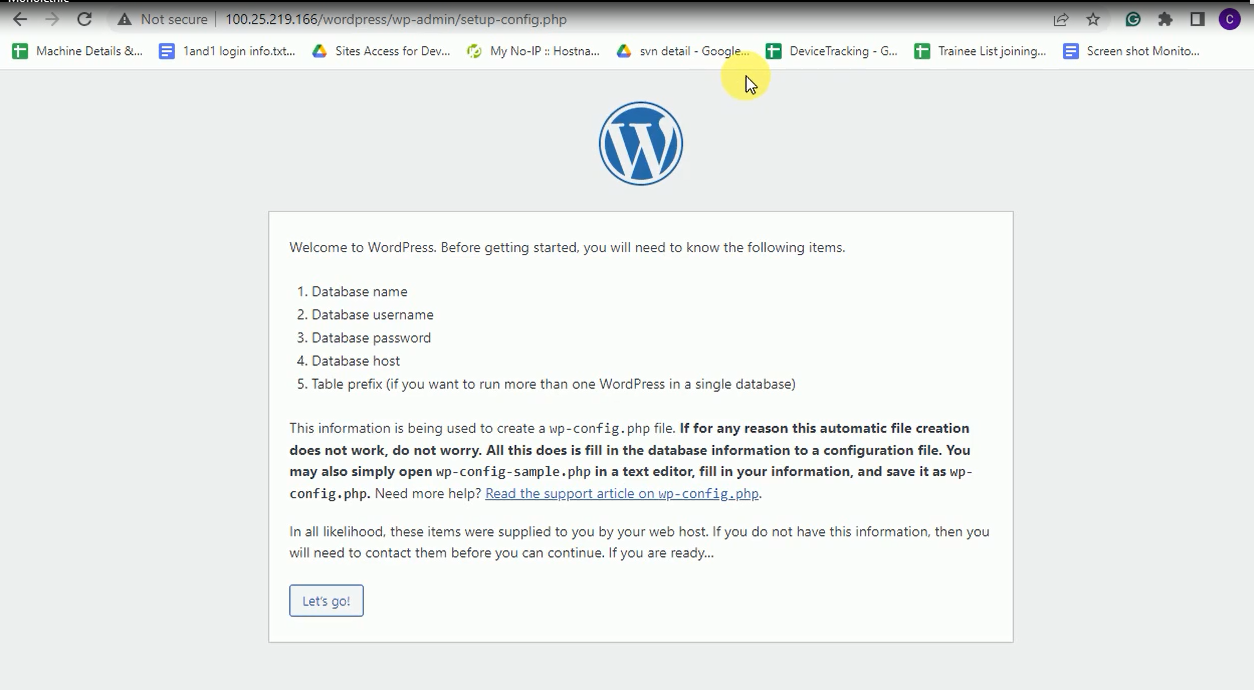 Not secure
100.25.219.166/wordpress/wp-admin/setup-config.php
C
Machine Details &...
1and1 login info.txt...
Sites Access for Dev...
My No-IP :: Hostna...
svn detail - Google...
DeviceTracking - G...
Trainee List joining...
Screen shot Monito...
W
Welcome to WordPress. Before getting started, you will need to know the following items.
1. Database name
2. Database username
3. Database password
4. Database host
5. Table prefix (if you want to run more than one WordPress in a single database)
This information is being used to create a wp-config.php file. If for any reason this automatic file creation
does not work, do not worry. All this does is fill in the database information to a configuration file. You
may also simply open wp-config-sample.php in a text editor, fill in your information, and save it as wp-
config.php. Need more help? Read the support article on wp-config.php.
In all likelihood, these items were supplied to you by your web host. If you do not have this information, then you
will need to contact them before you can continue. If you are ready...
Let's go!